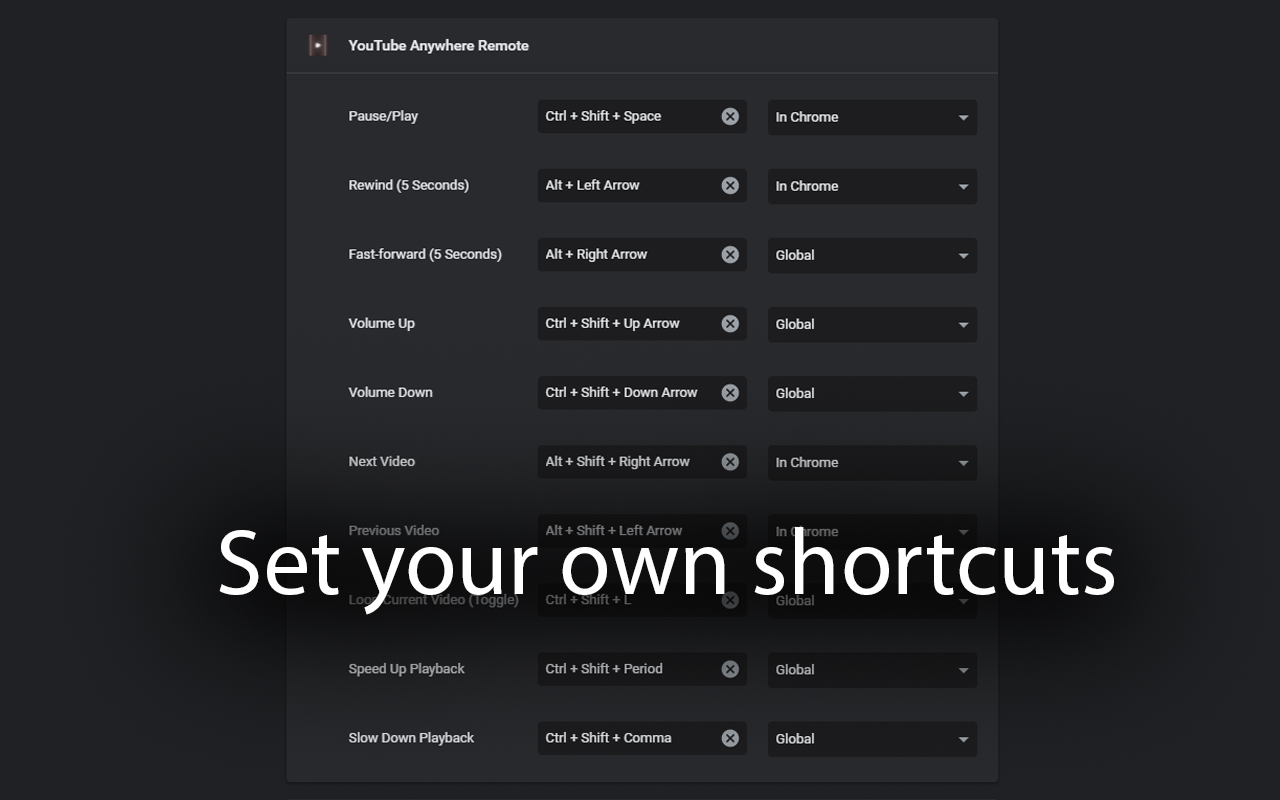 YouTube Anywhere Remote
Pause/Play Ctrl + Shift + Space In Chrome
Rewind (5 Seconds) Alt + Left Arrow In Chrome
Fast-forward (5 Seconds) Alt + Right Arrow Global
Volume Up Ctrl + Shift + Up Arrow Global
Volume Down Ctrl + Shift + Down Arrow Global
Next Video Alt + Shift + Right Arrow In Chrome
Previous Video Alt + Shift + Left Arrow In Chrome
Set your own shortcuts
Loop Current Video (Toggle) Ctrl + Shift + L Global
Speed Up Playback Ctrl + Shift + Period Global
Slow Down Playback Ctrl + Shift + Comma Global